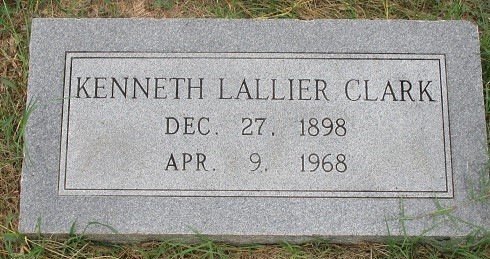 KENNETH LALLIER CLARK
DEC. 27, 1898
APR. 9, 1968